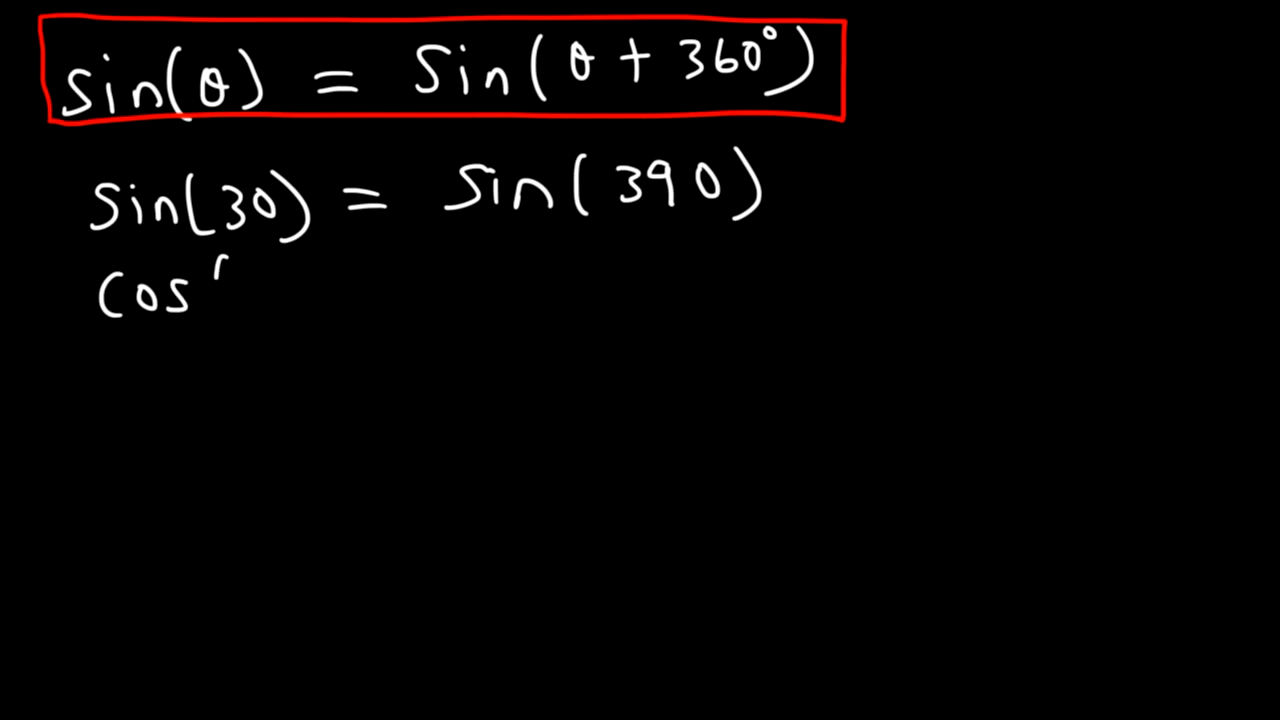 sin(θ) = sin(θ + 360°)
sin(30) = sin(390)
cos (